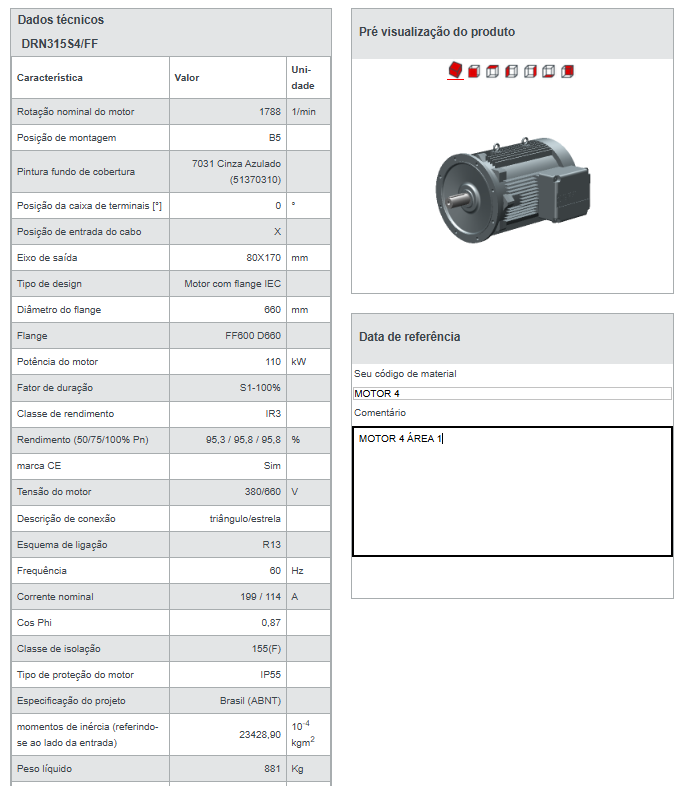 Dados técnicos
DRN315S4/FF
Característica Valor Uni-
dade
Rotação nominal do motor 1788 1/min
Posição de montagem B5
Pintura fundo de cobertura 7031 Cinza Azulado
(51370310)
Posição da caixa de terminais [°] 0 °
Posição de entrada do cabo X
Eixo de saída 80X170 mm
Tipo de design Motor com flange IEC
Diâmetro do flange 660 mm
Flange FF600 D660
Potência do motor 110 kW
Fator de duração S1-100%
Classe de rendimento IR3
Rendimento (50/75/100% Pn) 95,3 / 95,8 / 95,8 %
marca CE Sim
Tensão do motor 380/660 V
Descrição de conexão triângulo/estrela
Esquema de ligação R13
Frequência 60 Hz
Corrente nominal 199 / 114 A
Cos Phi 0,87
Classe de isolação 155(F)
Tipo de proteção do motor IP55
Especificação do projeto Brasil (ABNT)
momentos de inércia (referindo-
se ao lado da entrada) 23428,90 10⁻⁴
kgm²
Peso líquido 881 Kg
Pré visualização do produto
Data de referência
Seu código de material
MOTOR 4
Comentário
MOTOR 4 ÁREA 1